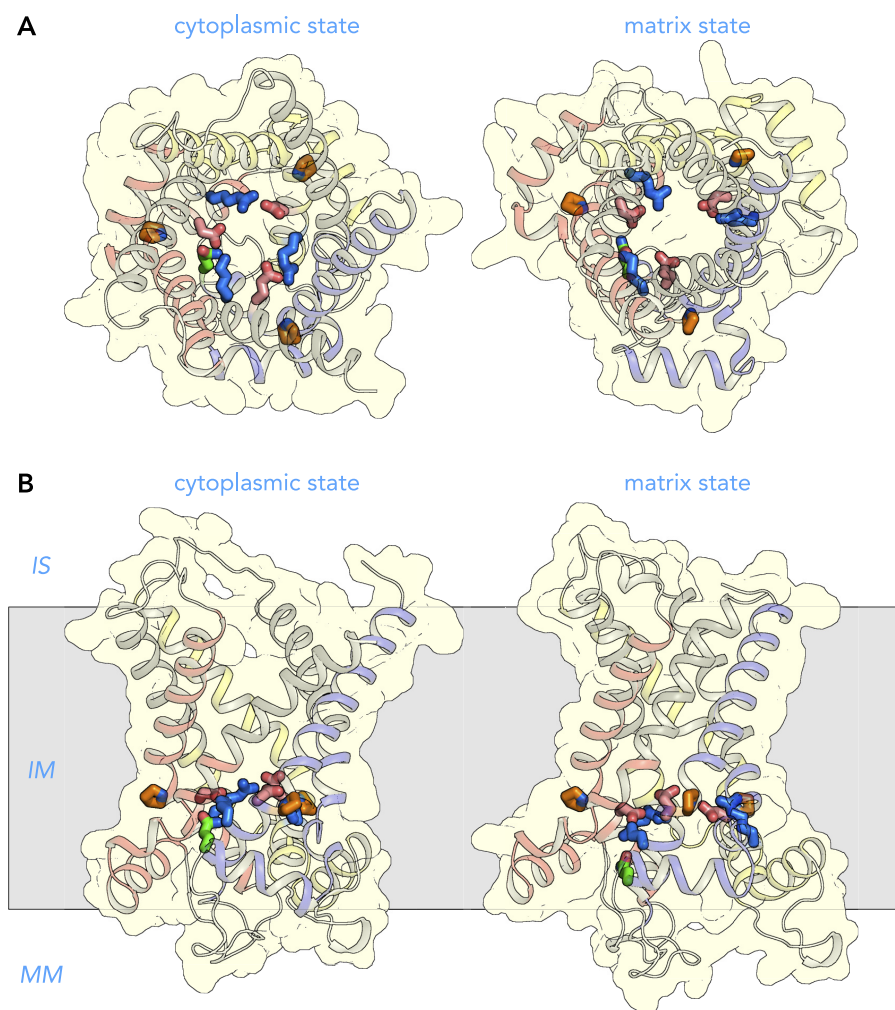 A
cytoplasmic state
matrix state
B
cytoplasmic state
matrix state
IS
IM
MM